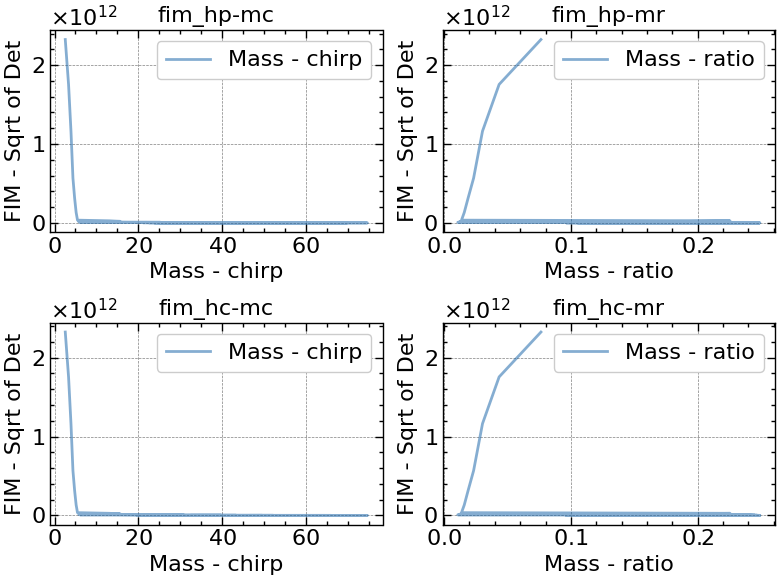 ×10¹² fim_hp-mc
FIM - Sqrt of Det
2
1
0
Mass - chirp
0 20 40 60
Mass - chirp
×10¹² fim_hp-mr
FIM - Sqrt of Det
2
1
0
Mass - ratio
0.0 0.1 0.2
Mass - ratio
×10¹² fim_hc-mc
FIM - Sqrt of Det
2
1
0
Mass - chirp
0 20 40 60
Mass - chirp
×10¹² fim_hc-mr
FIM - Sqrt of Det
2
1
0
Mass - ratio
0.0 0.1 0.2
Mass - ratio